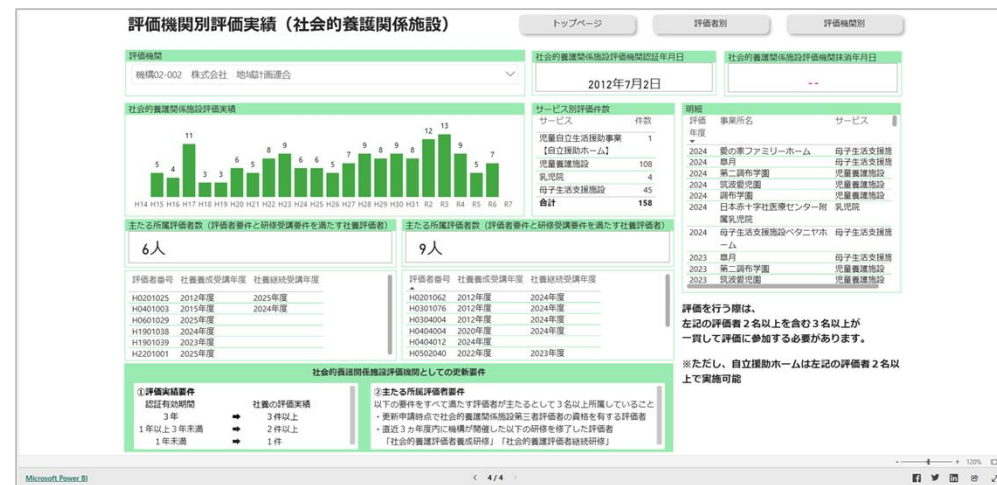 評価機関別評価実績（社会的養護関係施設）
トップページ
評価者別
評価機関別
評価機関
機構02-002 株式会社 地域計画連合
社会的養護関係施設評価機関認証年月日
2012年7月2日
社会的養護関係施設評価機関抹消年月日
--
社会的養護関係施設評価実績
5 4 11 3 3 6 5 8 9 6 6 5 7 9 8 9 9 12 13 9 5 7
H14 H15 H16 H17 H18 H19 H20 H21 H22 H23 H24 H25 H26 H27 H28 H29 H30 H31 R2 R3 R4 R5 R6 R7
サービス別評価件数
サービス 件数
児童自立生活援助事業 1
【自立援助ホーム】
児童養護施設 108
乳児院 4
母子生活支援施設 45
合計 158
明細
評価 事業所名 サービス
年度
2024 愛の家ファミリーホーム 母子生活支援施
2024 皐月 母子生活支援施
2024 第二調布学園 児童養護施設
2024 筑波愛児園 児童養護施設
2024 調布学園 児童養護施設
2024 日本赤十字社医療センター附 乳児院
属乳児院
2024 母子生活支援施設ベタニヤホ 母子生活支援施
ーム
2023 皐月 母子生活支援施
2023 第二調布学園 児童養護施設
2023 筑波愛児園 児童養護施設
主たる所属評価者数（評価者要件と研修受講要件を満たす社養評価者）
6人
主たる所属評価者数（評価者要件と研修受講要件を満たす社養評価者）
9人
評価者番号 社養養成受講年度 社養継続受講年度
H0201025 2012年度 2025年度
H0401003 2015年度 2024年度
H0601029 2025年度
H1901038 2024年度
H1901039 2023年度
H2201001 2025年度
評価者番号 社養養成受講年度 社養継続受講年度
H0201062 2012年度 2024年度
H0301076 2012年度 2024年度
H0304004 2012年度 2024年度
H0404004 2020年度 2024年度
H0404012 2024年度
H0502040 2022年度 2023年度
評価を行う際は、
左記の評価者２名以上を含む３名以上が
一貫して評価に参加する必要があります。
※ただし、自立援助ホームは左記の評価者２名以
上で実施可能
社会的養護関係施設評価機関としての更新要件
①評価実績要件
認証有効期間 社養の評価実績
３年 ➡ ３件以上
１年以上３年未満 ➡ ２件以上
１年未満 ➡ １件
②主たる所属評価者要件
以下の要件をすべて満たす評価者が主たるとして３名以上所属していること
・更新申請時点で社会的養護関係施設第三者評価者の資格を有する評価者
・直近３カ年度内に機構が開催した以下の研修を修了した評価者
「社会的養護評価者養成研修」「社会的養護評価者継続研修」
- + 120%
Microsoft Power BI
< 4/4 >